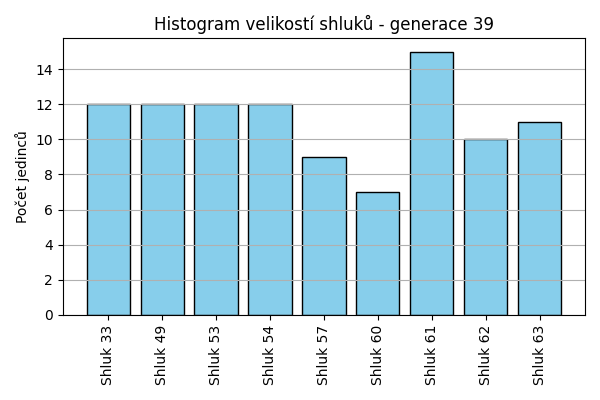 Histogram velikostí shluků - generace 39
Počet jedinců
14
12
10
8
6
4
2
0
Shluk 33
Shluk 49
Shluk 53
Shluk 54
Shluk 57
Shluk 60
Shluk 61
Shluk 62
Shluk 63